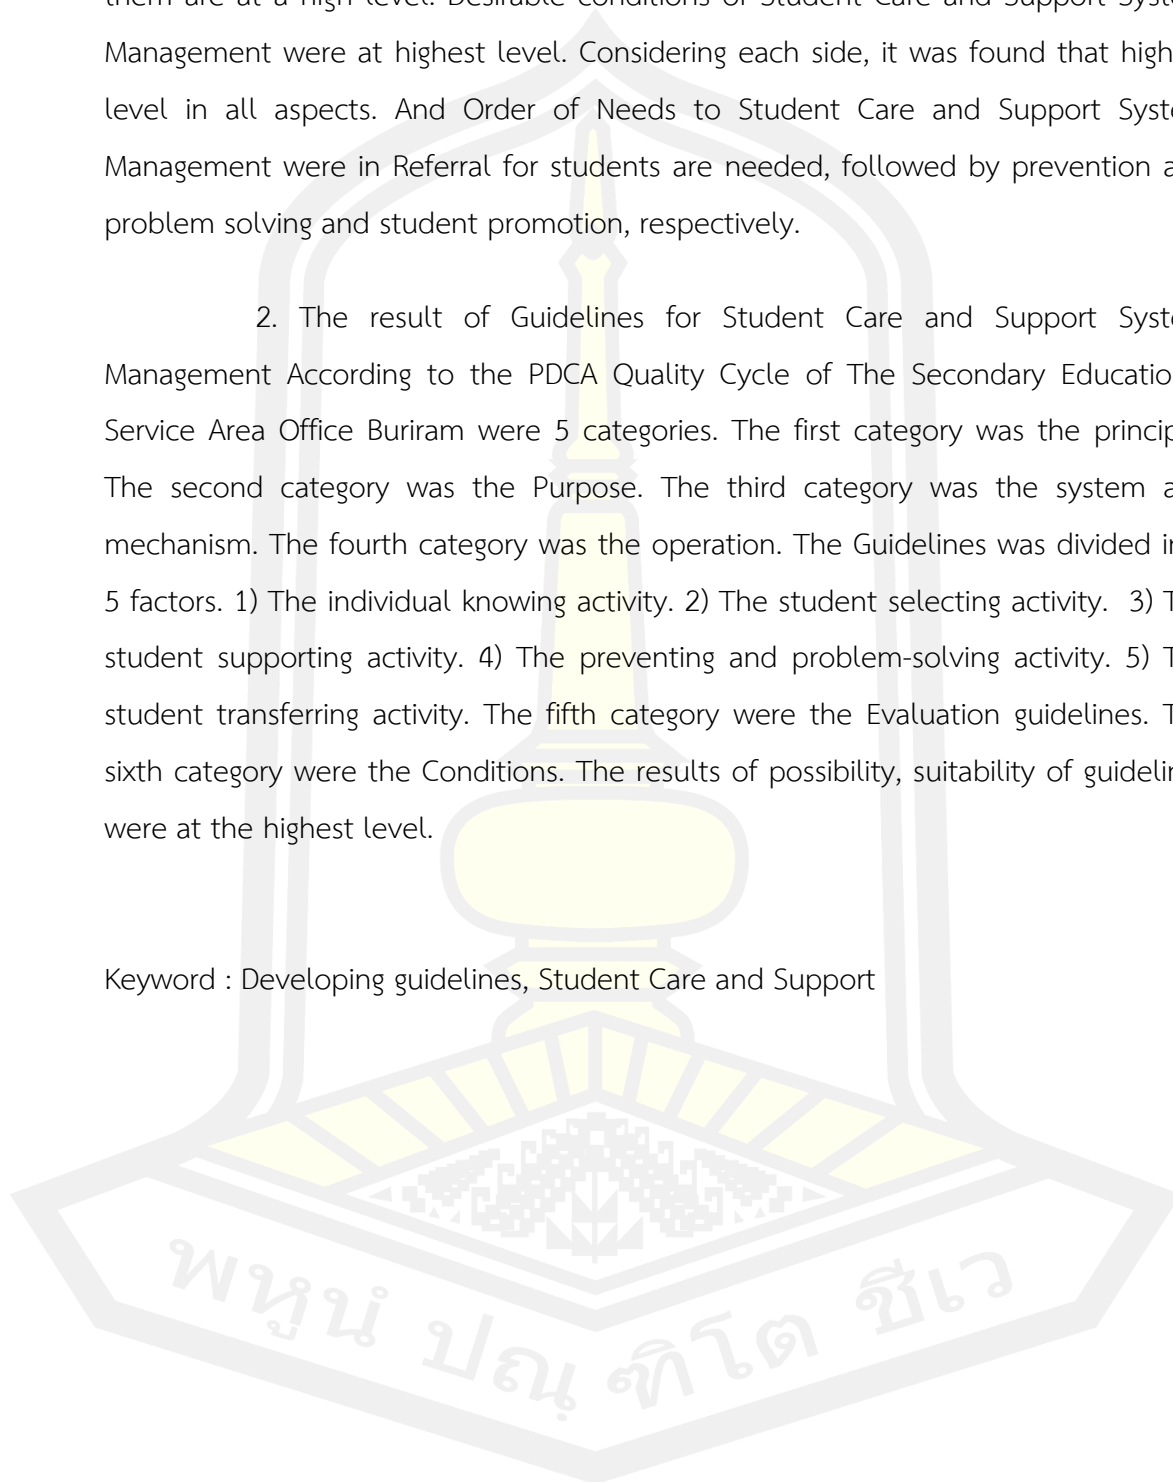 them are at a high level. Desirable conditions of Student Care and Support Syste
Management were at highest level. Considering each side, it was found that high
level in all aspects. And Order of Needs to Student Care and Support Syste
Management were in Referral for students are needed, followed by prevention a
problem solving and student promotion, respectively.
2. The result of Guidelines for Student Care and Support Syste
Management According to the PDCA Quality Cycle of The Secondary Education
Service Area Office Buriram were 5 categories. The first category was the princip
The second category was the Purpose. The third category was the system a
mechanism. The fourth category was the operation. The Guidelines was divided in
5 factors. 1) The individual knowing activity. 2) The student selecting activity. 3) T
student supporting activity. 4) The preventing and problem-solving activity. 5) T
student transferring activity. The fifth category were the Evaluation guidelines. T
sixth category were the Conditions. The results of possibility, suitability of guidelin
were at the highest level.
Keyword : Developing guidelines, Student Care and Support
พหูนํ ปณฺฑิโต ชีเว